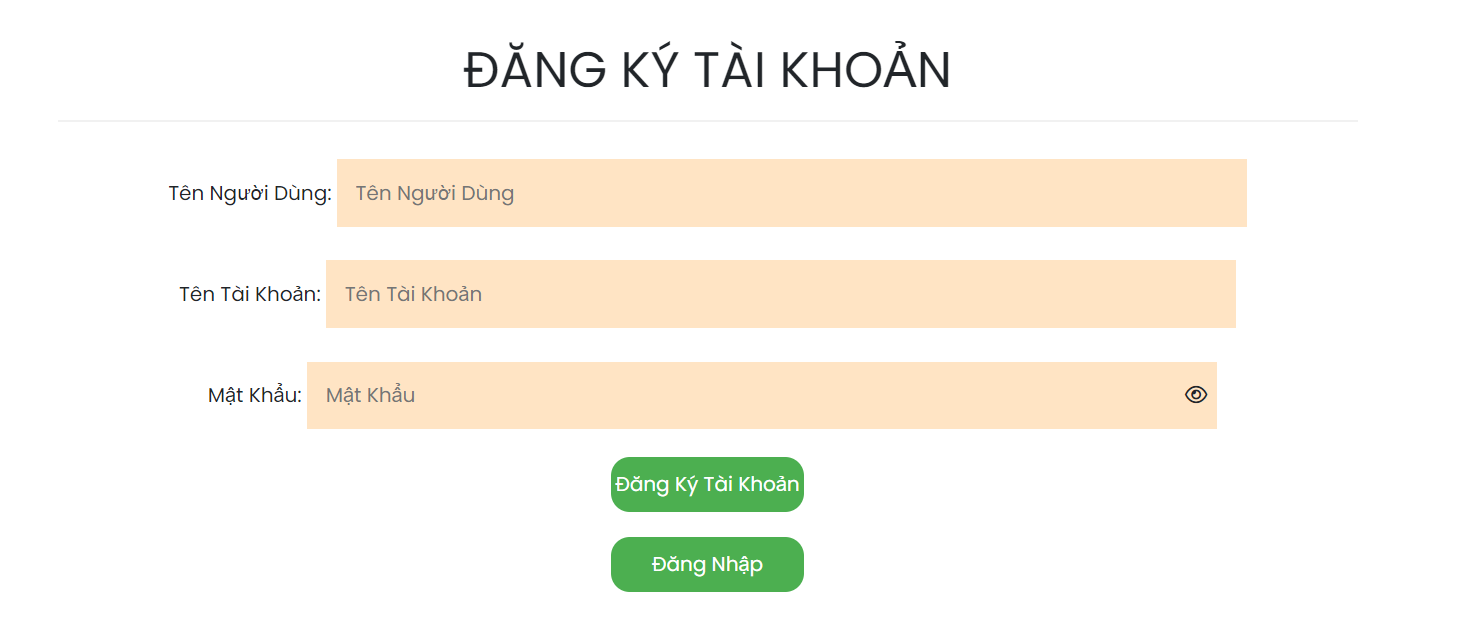 ĐĂNG KÝ TÀI KHOẢN
Tên Người Dùng: Tên Người Dùng
Tên Tài Khoản: Tên Tài Khoản
Mật Khẩu: Mật Khẩu
Đăng Ký Tài Khoản
Đăng Nhập